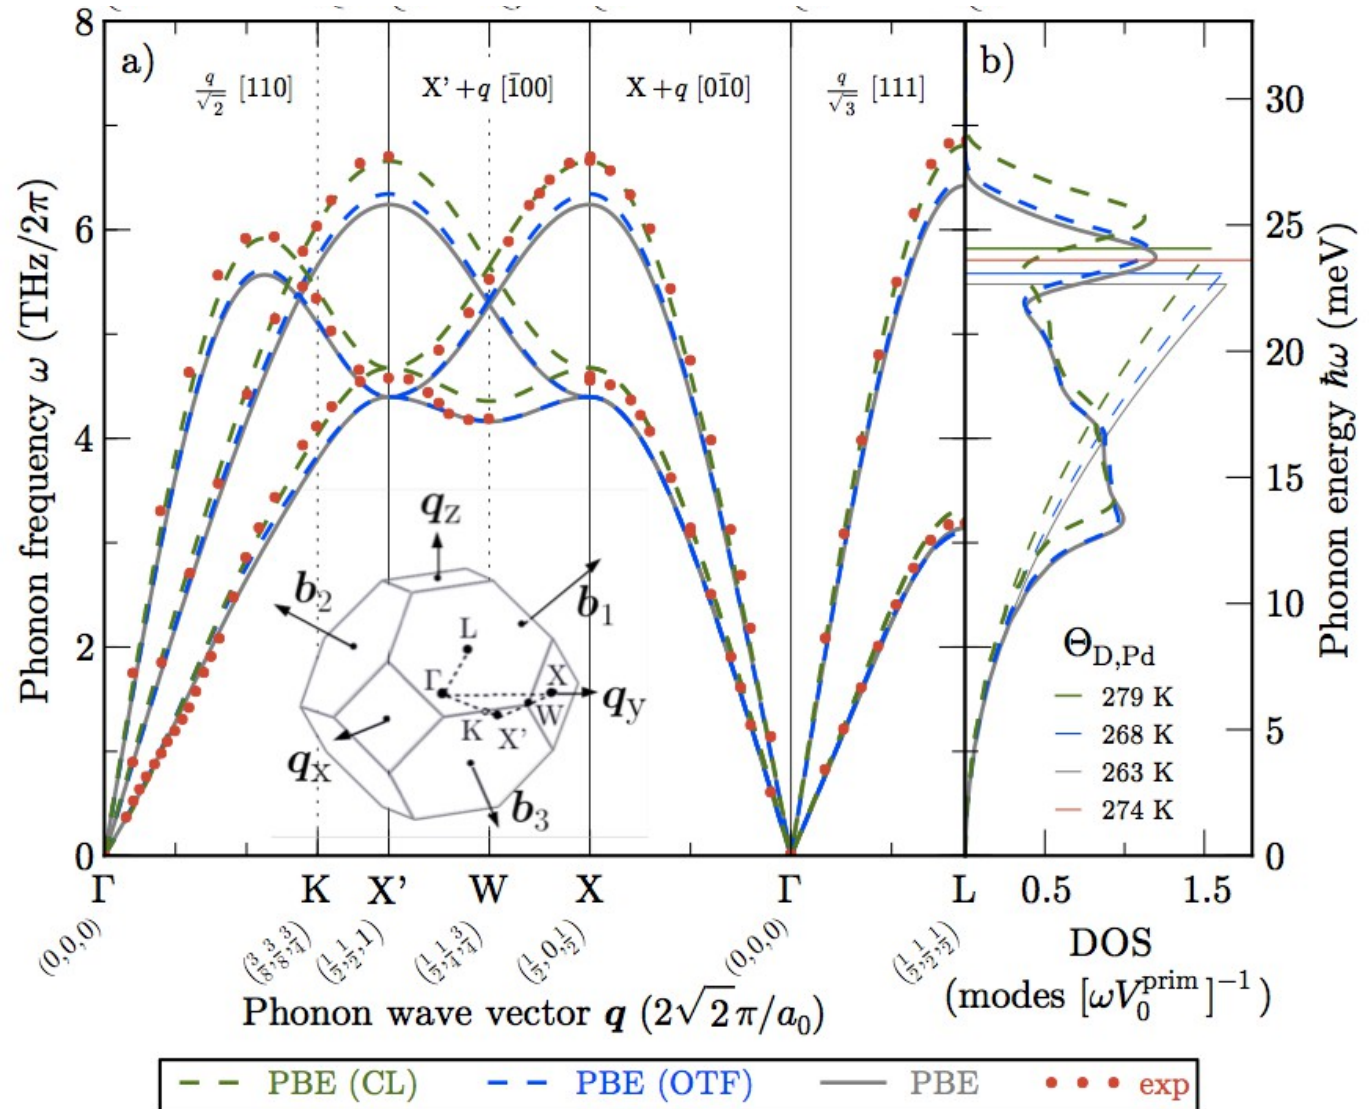 a)
q/√2 [110]
X' + q [1̄00]
X + q [01̄0]
q/√3 [111]
b)
8
6
4
2
0
Phonon frequency ω (THz/2π)
30
25
20
15
10
5
0
Phonon energy ħω (meV)
q_z
b_1
b_2
L
Γ
X
q_y
K
X'
W
q_x
b_3
Θ_D,Pd
279 K
268 K
263 K
274 K
Γ K X' W X Γ L
0.5 1.5
(0,0,0) (3/8,3/8,3/4) (1/2,1/2,1) (1/2,1/4,3/4) (1/2,0,1/2) (0,0,0) (1/2,1/2,1/2)
Phonon wave vector q (2√2π/a_0)
DOS
(modes [ωV_0^prim]^-1)
PBE (CL) PBE (OTF) PBE exp